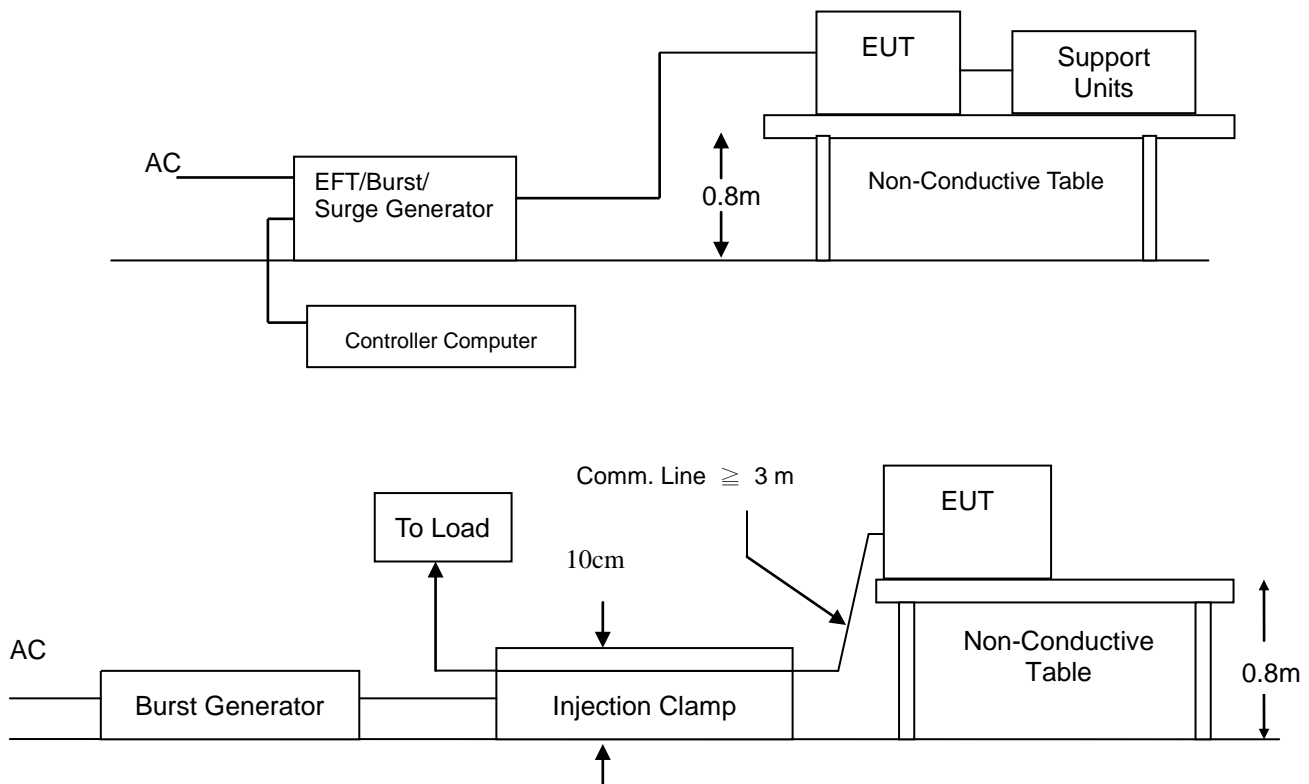 EUT
Support
Units
AC
EFT/Burst/
Surge Generator
0.8m
Non-Conductive Table
Controller Computer
Comm. Line ≧ 3 m
EUT
To Load
10cm
AC
Non-Conductive
Table
0.8m
Burst Generator
Injection Clamp